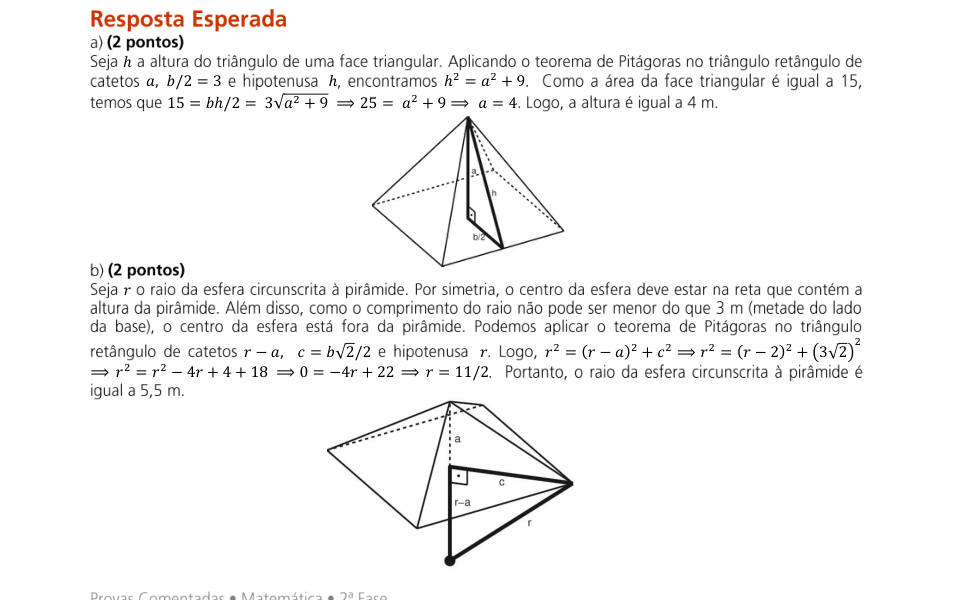 Resposta Esperada
a) (2 pontos)
Seja h a altura do triângulo de uma face triangular. Aplicando o teorema de Pitágoras no triângulo retângulo de
catetos a, b/2 = 3 e hipotenusa h, encontramos h² = a² + 9. Como a área da face triangular é igual a 15,
temos que 15 = bh/2 = 3√(a² + 9) ⟹ 25 = a² + 9 ⟹ a = 4. Logo, a altura é igual a 4 m.
a
h
b/2
b) (2 pontos)
Seja r o raio da esfera circunscrita à pirâmide. Por simetria, o centro da esfera deve estar na reta que contém a
altura da pirâmide. Além disso, como o comprimento do raio não pode ser menor do que 3 m (metade do lado
da base), o centro da esfera está fora da pirâmide. Podemos aplicar o teorema de Pitágoras no triângulo
retângulo de catetos r − a, c = b√2/2 e hipotenusa r. Logo, r² = (r − a)² + c² ⟹ r² = (r − 2)² + (3√2)²
⟹ r² = r² − 4r + 4 + 18 ⟹ 0 = −4r + 22 ⟹ r = 11/2. Portanto, o raio da esfera circunscrita à pirâmide é
igual a 5,5 m.
a
c
r–a
r
Provas Comentadas • Matemática • 2ª Fase